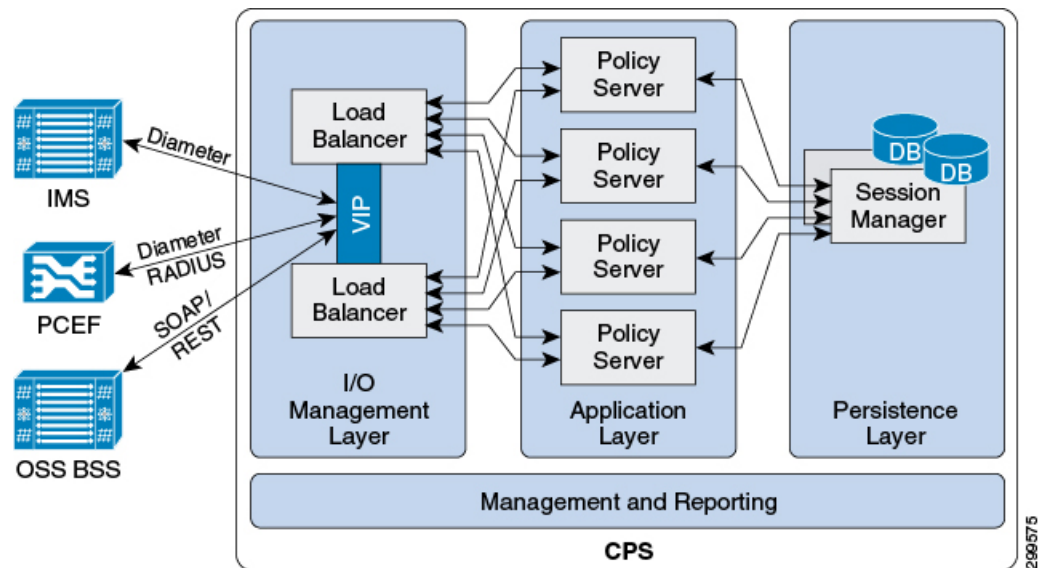 IMS
PCEF
OSS BSS
Diameter
Diameter
RADIUS
SOAP/
REST
Load
Balancer
VIP
Load
Balancer
I/O
Management
Layer
Policy
Server
Policy
Server
Policy
Server
Policy
Server
Application
Layer
DB
DB
Session
Manager
Persistence
Layer
Management and Reporting
CPS
299575